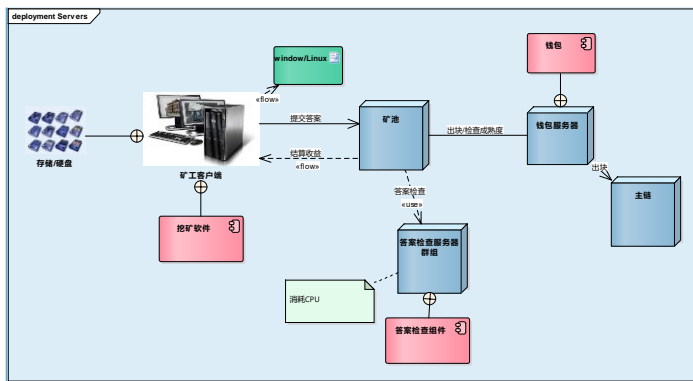 deployment Servers
window/Linux
钱包
«flow»
存储/硬盘
矿工客户端
提交答案
矿池
出块/检查成熟度
钱包服务器
结算收益
«flow»
出块
主链
答案检查
«use»
挖矿软件
答案检查服务器
群组
消耗CPU
答案检查组件